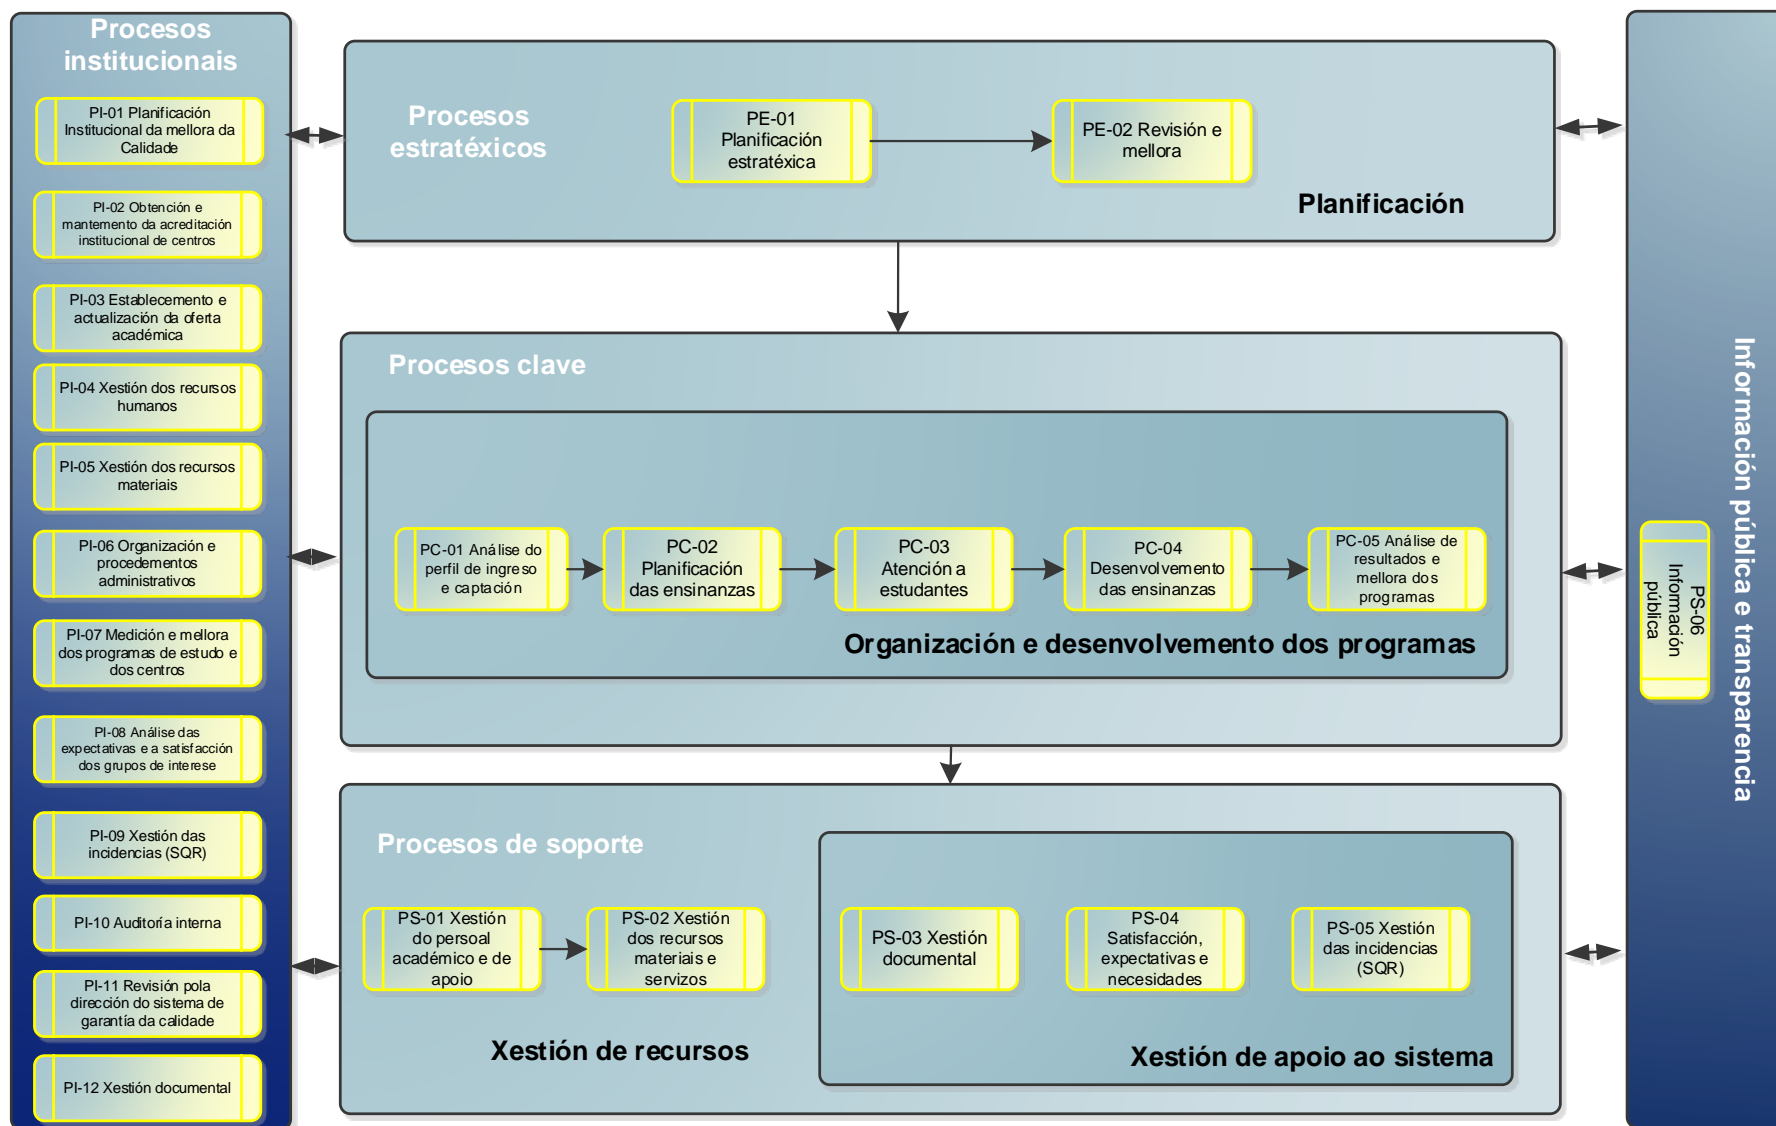 Procesos
institucionais
PI-01 Planificación
Institucional da mellora da
Calidade
PI-02 Obtención e
mantemento da acreditación
institucional de centros
PI-03 Establecemento e
actualización da oferta
académica
PI-04 Xestión dos recursos
humanos
PI-05 Xestión dos recursos
materiais
PI-06 Organización e
procedementos
administrativos
PI-07 Medición e mellora
dos programas de estudo e
dos centros
PI-08 Análise das
expectativas e a satisfacción
dos grupos de interese
PI-09 Xestión das
incidencias (SQR)
PI-10 Auditoría interna
PI-11 Revisión pola
dirección do sistema de
garantía da calidade
PI-12 Xestión documental
Procesos
estratéxicos
PE-01
Planificación
estratéxica
PE-02 Revisión e
mellora
Planificación
Procesos clave
PC-01 Análise do
perfil de ingreso
e captación
PC-02
Planificación
das ensinanzas
PC-03
Atención a
estudantes
PC-04
Desenvolvemento
das ensinanzas
PC-05 Análise de
resultados e
mellora dos
programas
Organización e desenvolvemento dos programas
Procesos de soporte
PS-01 Xestión
do persoal
académico e de
apoio
PS-02 Xestión
dos recursos
materiais e
servizos
Xestión de recursos
PS-03 Xestión
documental
PS-04
Satisfacción,
expectativas e
necesidades
PS-05 Xestión
das incidencias
(SQR)
Xestión de apoio ao sistema
Información pública e transparencia
PS-06
Información
pública